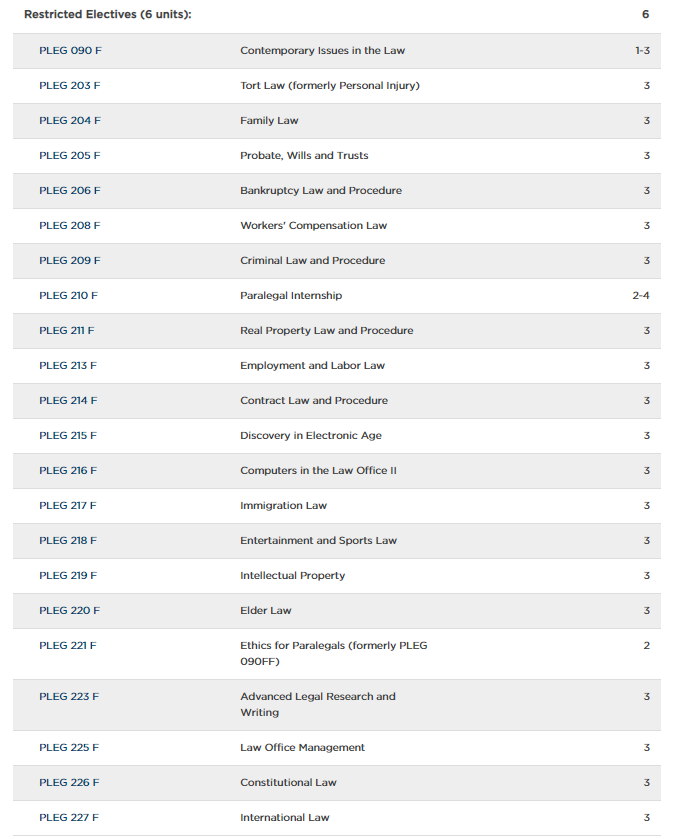 Restricted Electives (6 units): 6
PLEG 090 F Contemporary Issues in the Law 1-3
PLEG 203 F Tort Law (formerly Personal Injury) 3
PLEG 204 F Family Law 3
PLEG 205 F Probate, Wills and Trusts 3
PLEG 206 F Bankruptcy Law and Procedure 3
PLEG 208 F Workers' Compensation Law 3
PLEG 209 F Criminal Law and Procedure 3
PLEG 210 F Paralegal Internship 2-4
PLEG 211 F Real Property Law and Procedure 3
PLEG 213 F Employment and Labor Law 3
PLEG 214 F Contract Law and Procedure 3
PLEG 215 F Discovery in Electronic Age 3
PLEG 216 F Computers in the Law Office II 3
PLEG 217 F Immigration Law 3
PLEG 218 F Entertainment and Sports Law 3
PLEG 219 F Intellectual Property 3
PLEG 220 F Elder Law 3
PLEG 221 F Ethics for Paralegals (formerly PLEG 2
090FF)
PLEG 223 F Advanced Legal Research and 3
Writing
PLEG 225 F Law Office Management 3
PLEG 226 F Constitutional Law 3
PLEG 227 F International Law 3